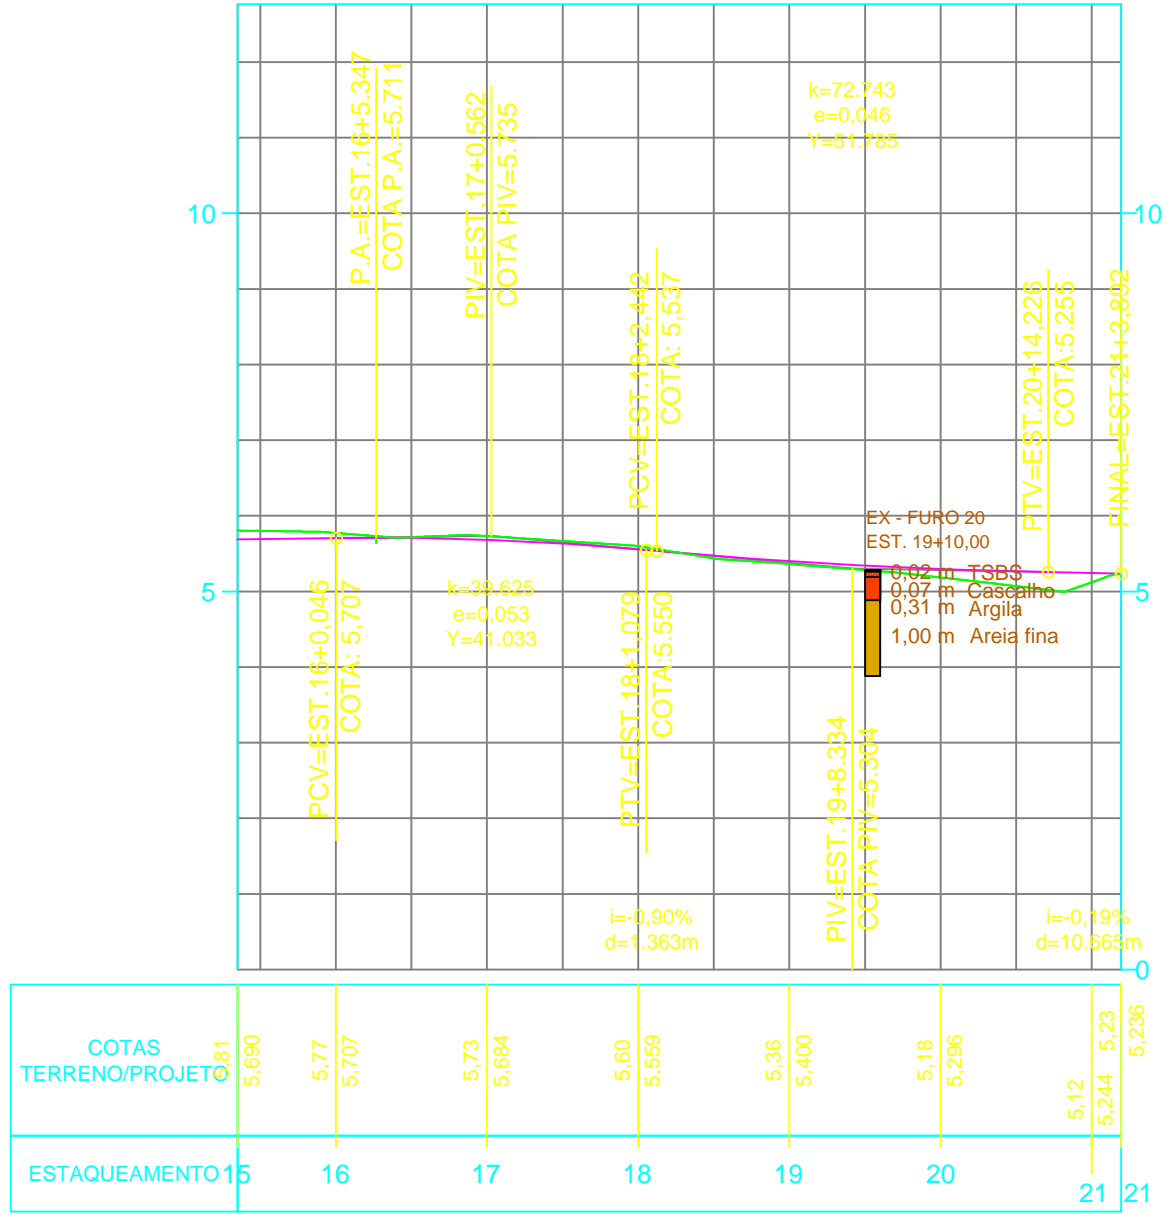 P.A.=EST.16+5.347
COTA P.A.=5.711
PIV=EST.17+0,562
COTA PIV=5.735
k=72.743
e=0,046
Y=51.785
10
10
PCV=EST.18+2,442
COTA: 5,537
PTV=EST.20+14,226
COTA:5.255
FINAL=EST.21+3,892
EX - FURO 20
EST. 19+10,00
0,02 m TSBS
0,07 m Cascalho
0,31 m Argila
1,00 m Areia fina
5
5
k=39.625
e=0,053
Y=41.033
PCV=EST.16+0,046
COTA: 5,707
PTV=EST.18+1.079
COTA:5.550
PIV=EST.19+8.334
COTA PIV=5.304
i=-0,90%
d=1.363m
i=-0,19%
d=10.665m
0
COTAS
TERRENO/PROJETO
5,81
5,690
5,77
5,707
5,73
5,684
5,60
5,559
5,36
5,400
5,18
5,296
5,12
5,244
5,23
5,236
ESTAQUEAMENTO
15
16
17
18
19
20
21
21